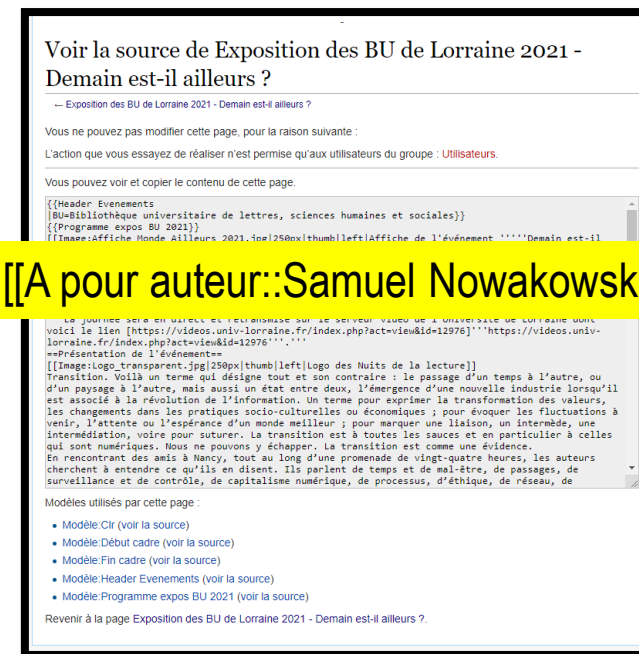 Voir la source de Exposition des BU de Lorraine 2021 -
Demain est-il ailleurs ?
← Exposition des BU de Lorraine 2021 - Demain est-il ailleurs ?
Vous ne pouvez pas modifier cette page, pour la raison suivante :
L'action que vous essayez de réaliser n'est permise qu'aux utilisateurs du groupe : Utilisateurs.
Vous pouvez voir et copier le contenu de cette page.
{{Header Evenements
|BU=Bibliothèque universitaire de lettres, sciences humaines et sociales}}
{{Programme expos BU 2021}}
[[Image:Affiche Monde Ailleurs 2021.jpg|250px|thumb|left|Affiche de l'événement '''''Demain est-il
[[A pour auteur::Samuel Nowakowsk
La journée sera en direct et retransmise sur le serveur vidéo de l'Université de Lorraine dont
voici le lien [https://videos.univ-lorraine.fr/index.php?act=view&id=12976]'''https://videos.univ-
lorraine.fr/index.php?act=view&id=12976'''.'''
==Présentation de l'événement==
[[Image:Logo_transparent.jpg|250px|thumb|left|Logo des Nuits de la lecture]]
Transition. Voilà un terme qui désigne tout et son contraire : le passage d'un temps à l'autre, ou
d'un paysage à l'autre, mais aussi un état entre deux, l'émergence d'une nouvelle industrie lorsqu'il
est associé à la révolution de l'information. Un terme pour exprimer la transformation des valeurs,
les changements dans les pratiques socio-culturelles ou économiques ; pour évoquer les fluctuations à
venir, l'attente ou l'espérance d'un monde meilleur ; pour marquer une liaison, un intermède, une
intermédiation, voire pour suturer. La transition est à toutes les sauces et en particulier à celles
qui sont numériques. Nous ne pouvons y échapper. La transition est comme une évidence.
En rencontrant des amis à Nancy, tout au long d'une promenade de vingt-quatre heures, les auteurs
cherchent à entendre ce qu'ils en disent. Ils parlent de temps et de mal-être, de passages, de
surveillance et de contrôle, de capitalisme numérique, de processus, d'éthique, de réseau, de
Modèles utilisés par cette page :
• Modèle:Clr (voir la source)
• Modèle:Début cadre (voir la source)
• Modèle:Fin cadre (voir la source)
• Modèle:Header Evenements (voir la source)
• Modèle:Programme expos BU 2021 (voir la source)
Revenir à la page Exposition des BU de Lorraine 2021 - Demain est-il ailleurs ?.